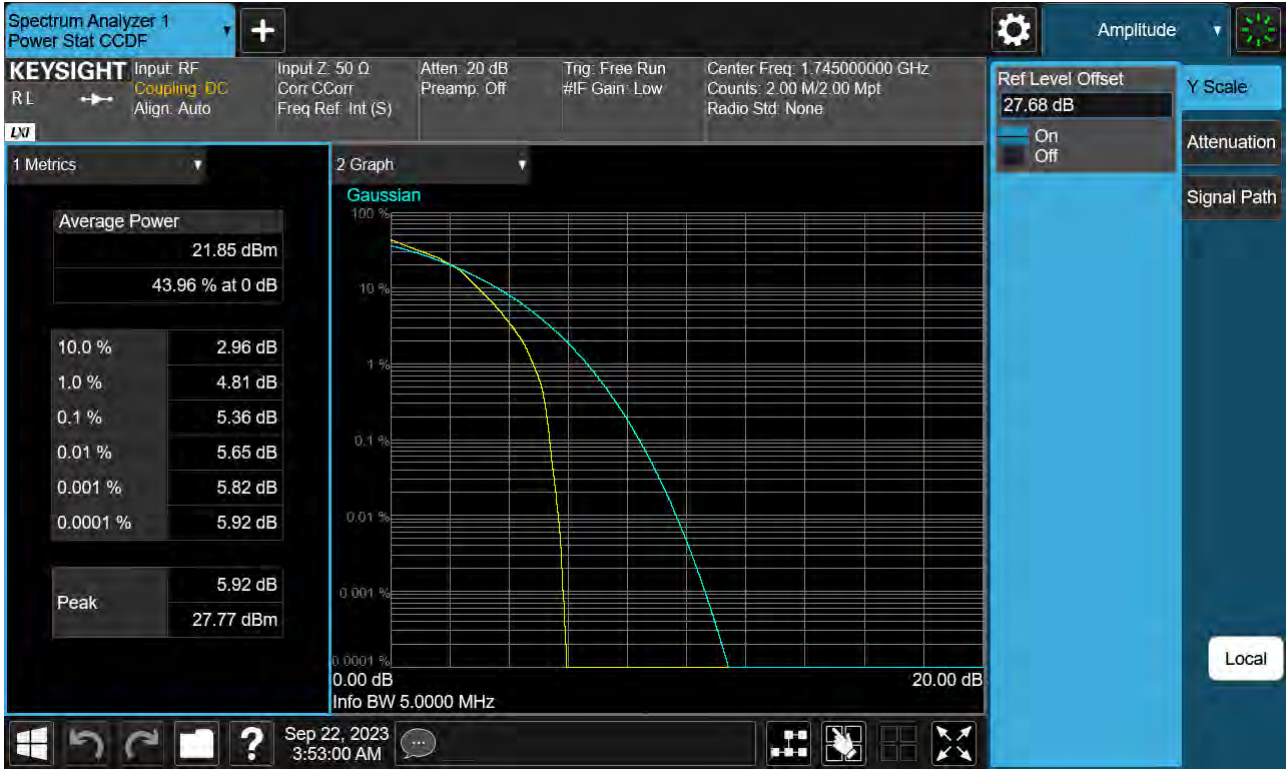 Spectrum Analyzer 1
Power Stat CCDF
Amplitude
KEYSIGHT
R L
LXI
Input: RF
Coupling: DC
Align: Auto
Input Z: 50 Ω
Corr CCorr
Freq Ref: Int (S)
Atten: 20 dB
Preamp: Off
Trig: Free Run
#IF Gain: Low
Center Freq: 1.745000000 GHz
Counts: 2.00 M/2.00 Mpt
Radio Std: None
Ref Level Offset
27.68 dB
On
Off
Y Scale
Attenuation
Signal Path
1 Metrics
Average Power
21.85 dBm
43.96 % at 0 dB
10.0 % 2.96 dB
1.0 % 4.81 dB
0.1 % 5.36 dB
0.01 % 5.65 dB
0.001 % 5.82 dB
0.0001 % 5.92 dB
Peak
5.92 dB
27.77 dBm
2 Graph
Gaussian
100 %
10 %
1 %
0.1 %
0.01 %
0.001 %
0.0001 %
0.00 dB 20.00 dB
Info BW 5.0000 MHz
Local
?
Sep 22, 2023
3:53:00 AM